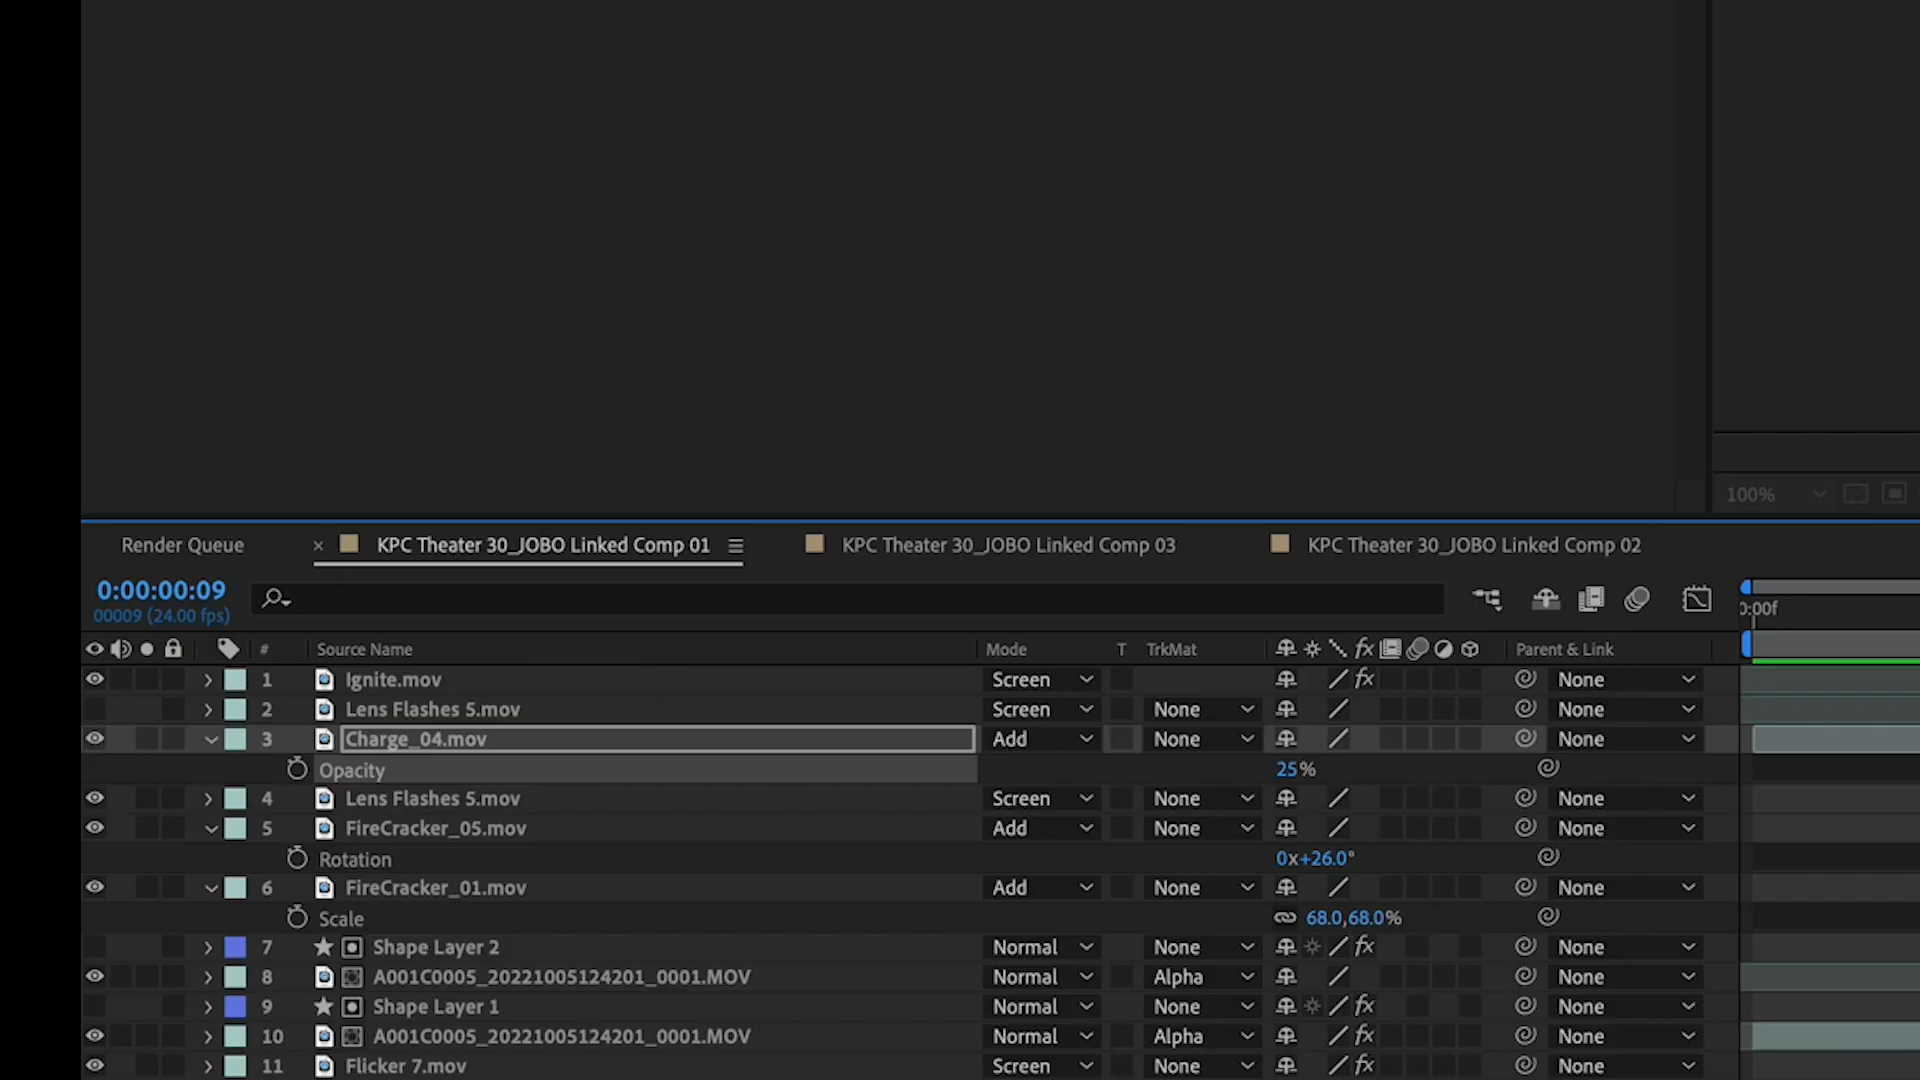 100%
Render Queue × KPC Theater 30_JOBO Linked Comp 01 KPC Theater 30_JOBO Linked Comp 03 KPC Theater 30_JOBO Linked Comp 02
0:00:00:09
00009 (24.00 fps)
0:00f
# Source Name Mode T TrkMat fx Parent & Link
1 Ignite.mov Screen fx None
2 Lens Flashes 5.mov Screen None None
3 Charge_04.mov Add None None
Opacity 25%
4 Lens Flashes 5.mov Screen None None
5 FireCracker_05.mov Add None None
Rotation 0x+26.0°
6 FireCracker_01.mov Add None None
Scale 68.0,68.0%
7 Shape Layer 2 Normal None fx None
8 A001C0005_20221005124201_0001.MOV Normal Alpha None
9 Shape Layer 1 Normal None fx None
10 A001C0005_20221005124201_0001.MOV Normal Alpha fx None
11 Flicker 7.mov Screen None fx None